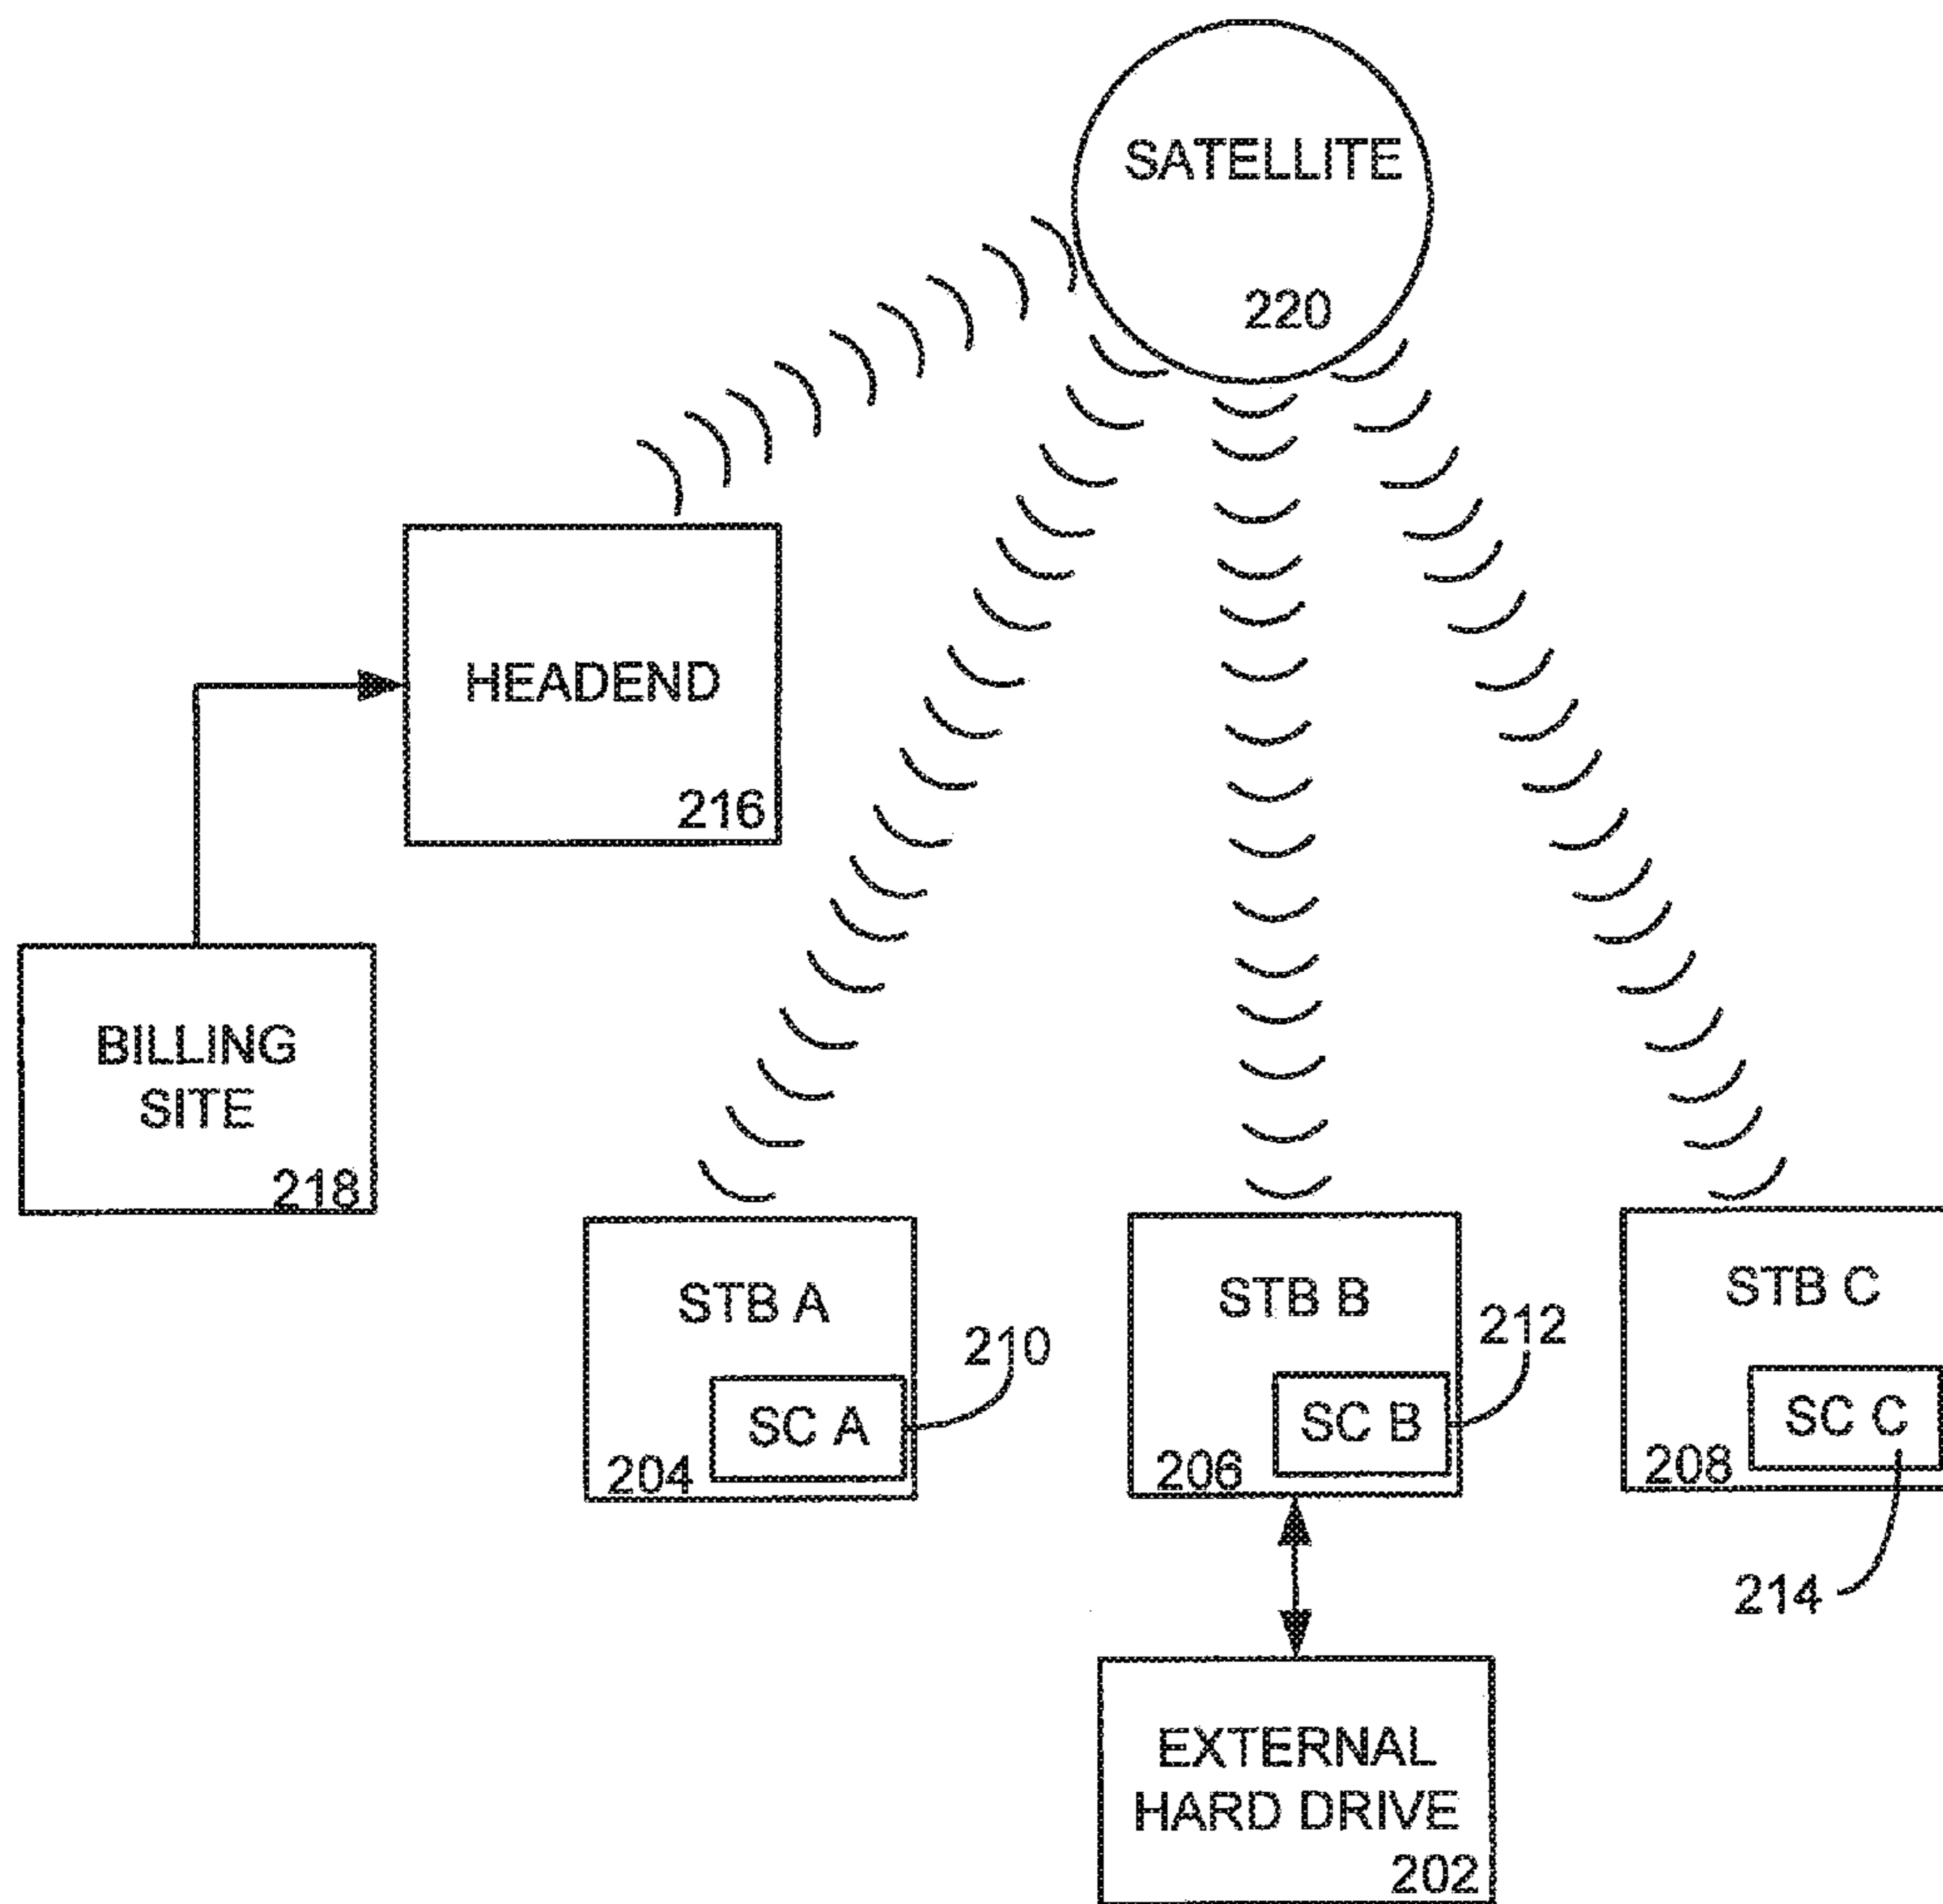 SATELLITE
220
HEADEND
216
BILLING
SITE
218
STB A
210
SC A
204
STB B
212
SC B
206
STB C
SC C
208
214
EXTERNAL
HARD DRIVE
202